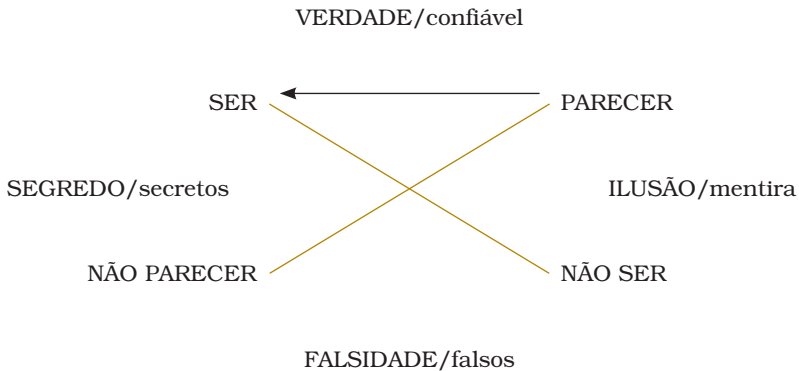 VERDADE/confiável
SER
PARECER
SEGREDO/secretos
ILUSÃO/mentira
NÃO PARECER
NÃO SER
FALSIDADE/falsos